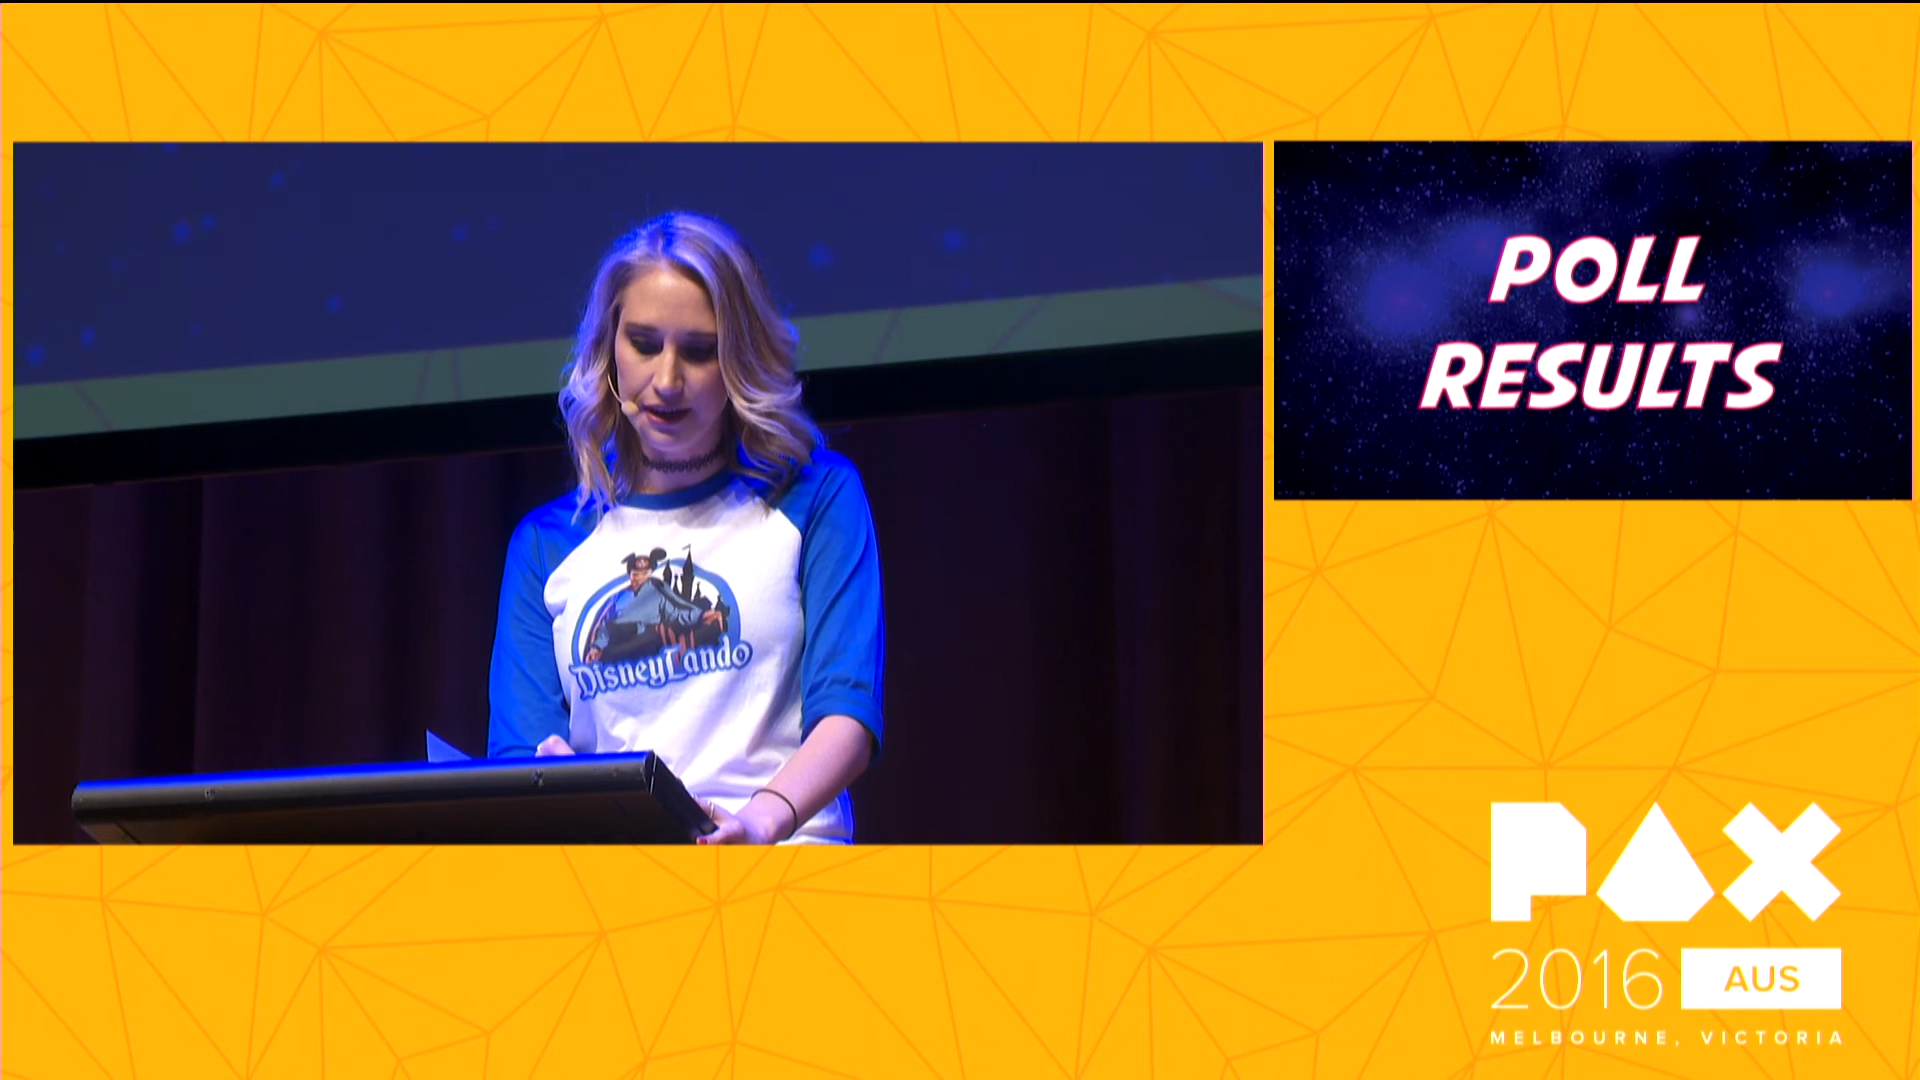 POLL
RESULTS
DisneyLando
PAX
2016 AUS
MELBOURNE, VICTORIA